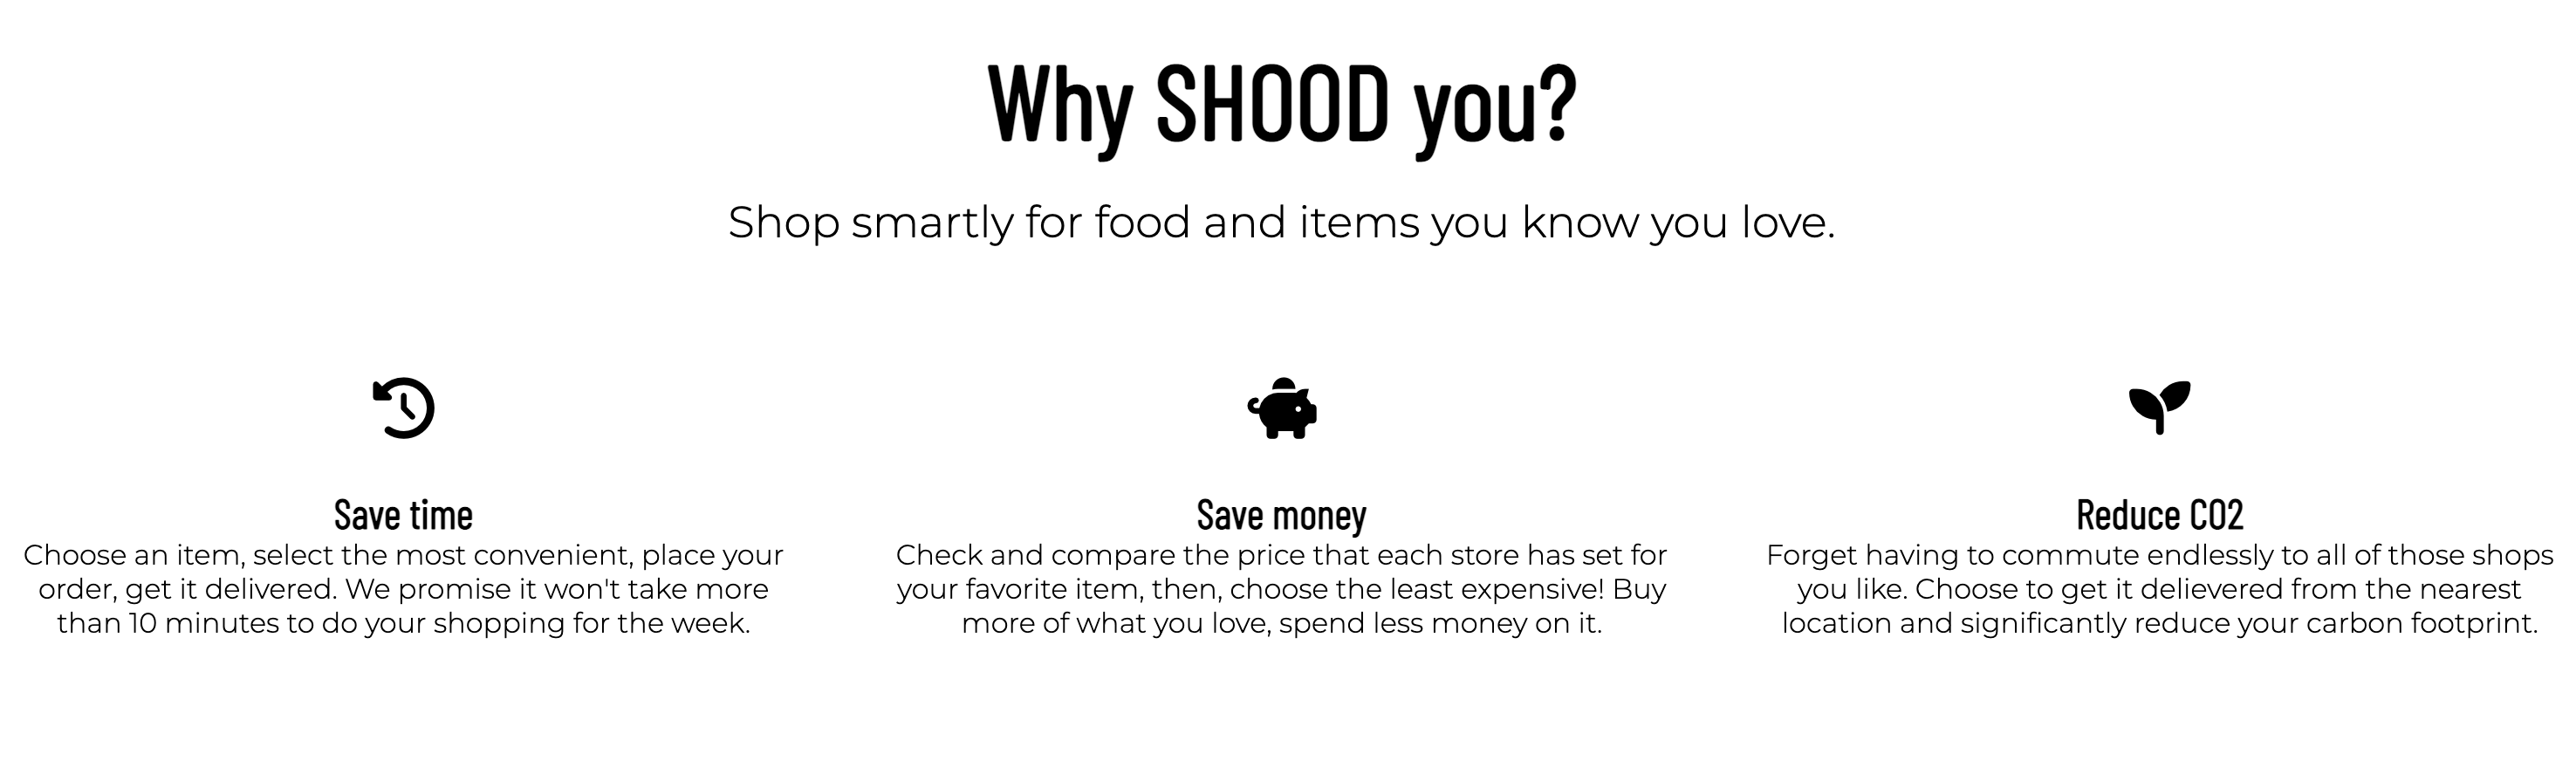 Why SHOOD you?
Shop smartly for food and items you know you love.
Save time
Choose an item, select the most convenient, place your
order, get it delivered. We promise it won't take more
than 10 minutes to do your shopping for the week.
Save money
Check and compare the price that each store has set for
your favorite item, then, choose the least expensive! Buy
more of what you love, spend less money on it.
Reduce CO2
Forget having to commute endlessly to all of those shops
you like. Choose to get it delievered from the nearest
location and significantly reduce your carbon footprint.